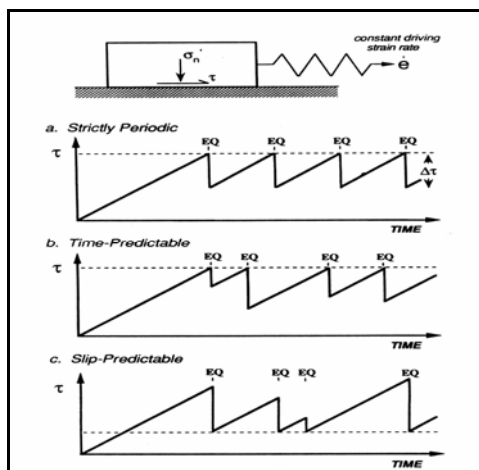 constant driving
strain rate
σn'
τ
ė
a. Strictly Periodic
EQ EQ EQ EQ
τ
Δτ
TIME
b. Time-Predictable
EQ EQ EQ EQ
τ
TIME
c. Slip-Predictable
EQ EQ EQ EQ
τ
TIME